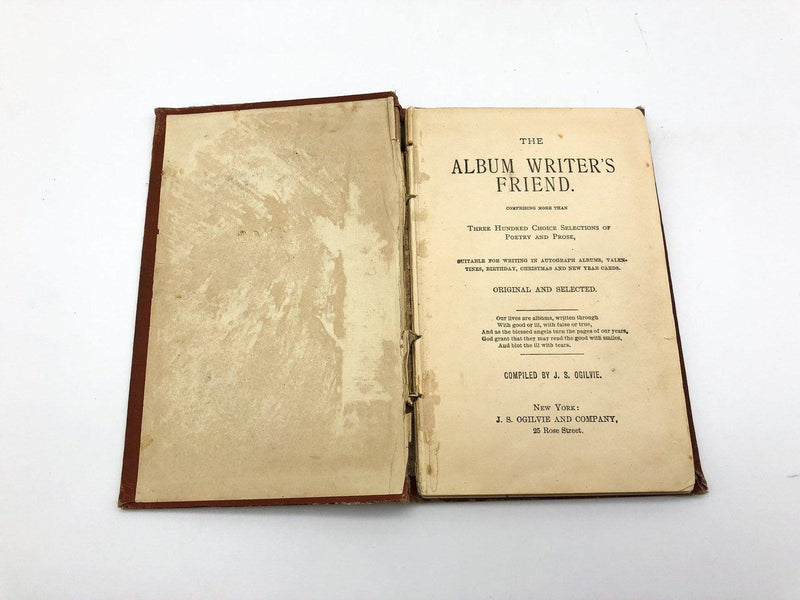 THE
ALBUM WRITER'S
FRIEND.
COMPRISING MORE THAN
THREE HUNDRED CHOICE SELECTIONS OF
POETRY AND PROSE,
SUITABLE FOR WRITING IN AUTOGRAPH ALBUMS, VALEN-
TINES, BIRTHDAY, CHRISTMAS AND NEW YEAR CARDS.
ORIGINAL AND SELECTED.
Our lives are albums, written through
With good or ill, with false or true,
And as the blessed angels turn the pages of our years,
God grant that they may read the good with smiles,
And blot the ill with tears.
COMPILED BY J. S. OGILVIE.
NEW YORK:
J. S. OGILVIE AND COMPANY,
25 Rose Street.